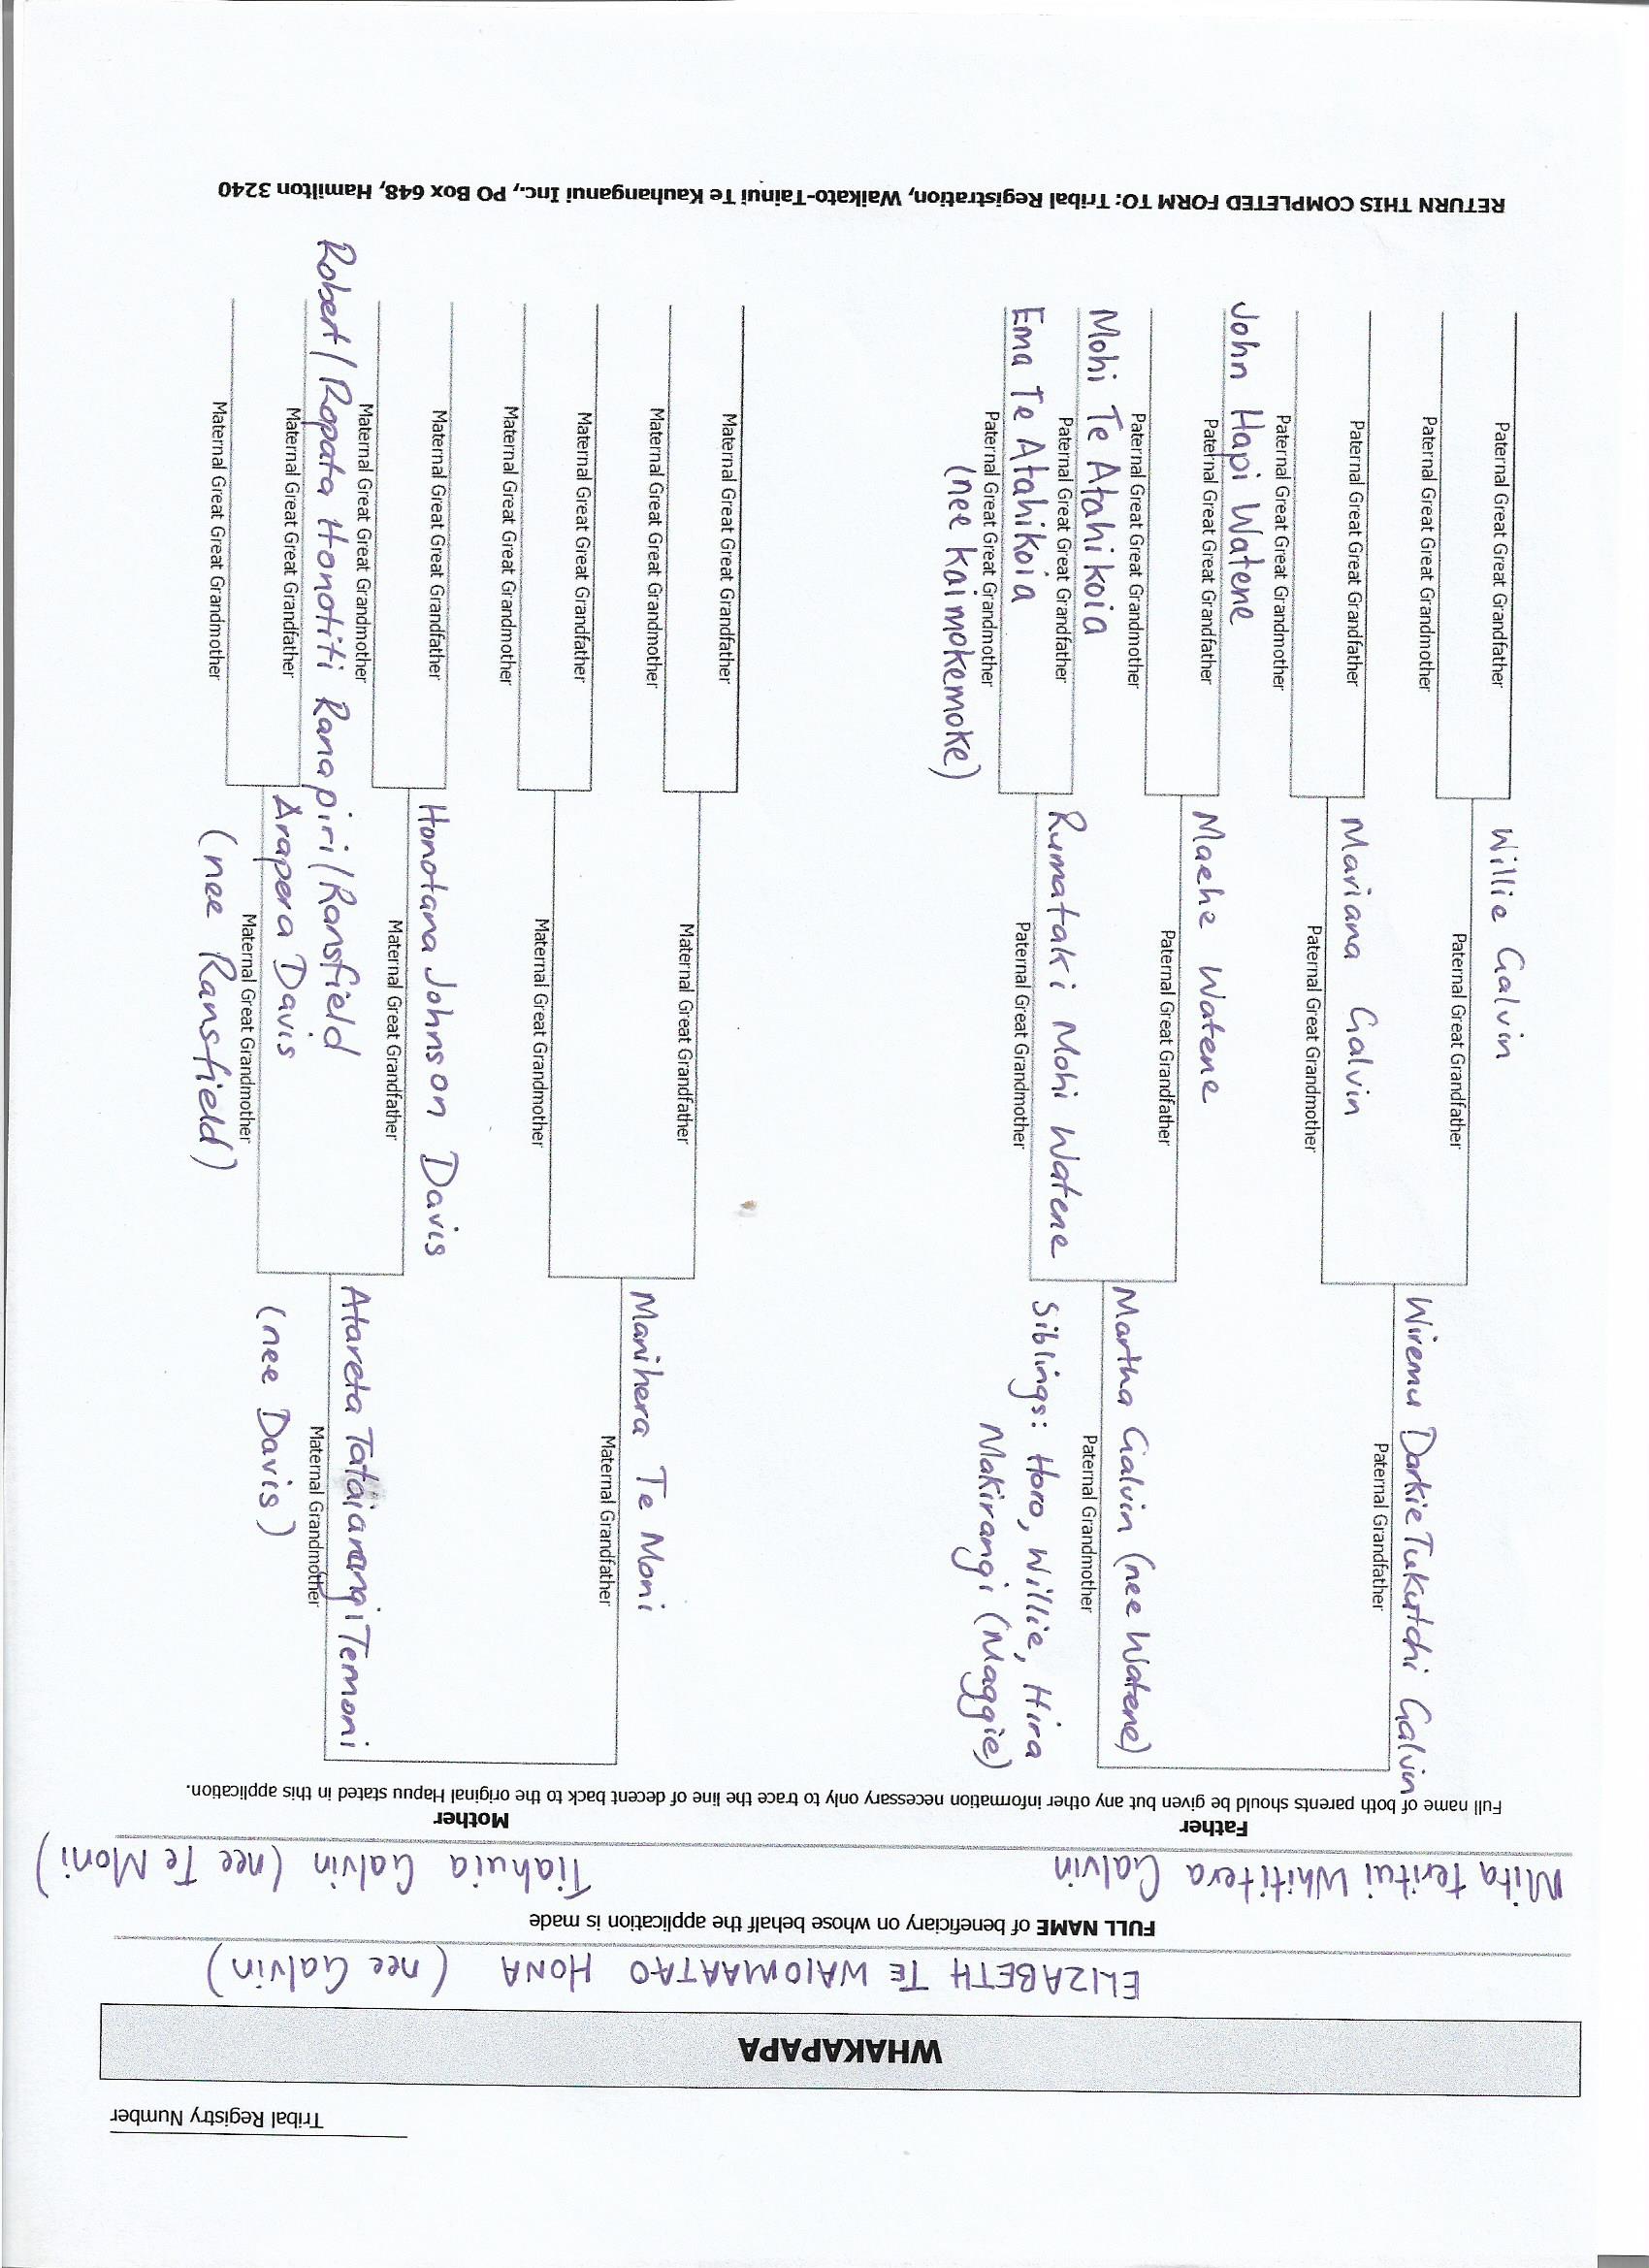 Tribal Registry Number
WHAKAPAPA
ELIZABETH TE WAIOMAATAO HONA (nee Galvin)
FULL NAME of beneficiary on whose behalf the application is made
Mita Teritui Whititera Galvin
Tiahuia Galvin (nee Te Moni)
Father
Mother
Full name of both parents should be given but any other information necessary only to trace the line of decent back to the original Hapuu stated in this application.
Wiremu Darkie Tukutchi Galvin
Paternal Grandfather
Martha Galvin (nee Watene)
Paternal Grandmother
Siblings: Horo, Willie, Hira
Makirangi (Maggie)
Manihera Te Moni
Maternal Grandfather
Atareta Tataiarangi Temoni
Maternal Grandmother
(nee Davis)
Willie Galvin
Paternal Great Grandfather
Mariana Galvin
Paternal Great Grandmother
Maehe Watene
Paternal Great Grandfather
Rumataki Mohi Watene
Paternal Great Grandmother
Maternal Great Grandfather
Maternal Great Grandmother
Honotana Johnson Davis
Maternal Great Grandfather
Arapera Davis
Maternal Great Grandmother
(nee Ransfield)
Paternal Great Great Grandfather
Paternal Great Great Grandmother
Paternal Great Great Grandfather
Paternal Great Great Grandmother
John Hapi Watene
Paternal Great Great Grandfather
Paternal Great Great Grandmother
Mohi Te Atahikoia
Paternal Great Great Grandfather
Ema Te Atahikoia
Paternal Great Great Grandmother
(nee Kaimokemoke)
Maternal Great Great Grandfather
Maternal Great Great Grandmother
Maternal Great Great Grandfather
Maternal Great Great Grandmother
Maternal Great Great Grandfather
Maternal Great Great Grandmother
Robert/Ropata Honotiti Ranapiri/Ransfield
Maternal Great Great Grandfather
Maternal Great Great Grandmother
RETURN THIS COMPLETED FORM TO: Tribal Registration, Waikato-Tainui Te Kauhanganui Inc., PO Box 648, Hamilton 3240